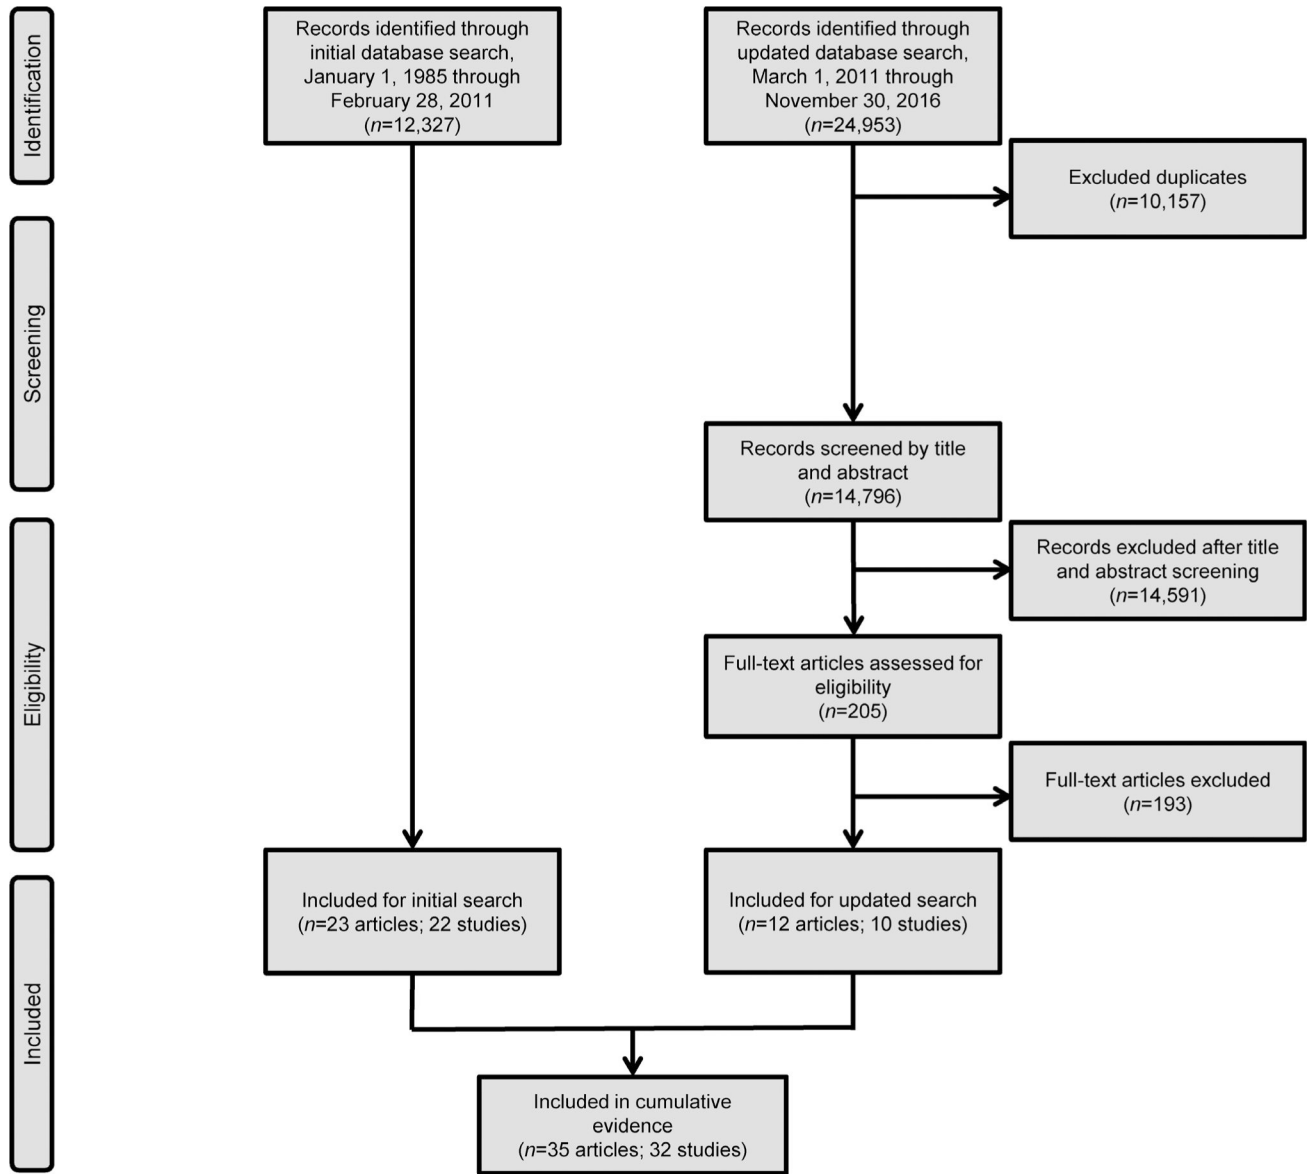 Identification
Records identified through
initial database search,
January 1, 1985 through
February 28, 2011
(n=12,327)
Records identified through
updated database search,
March 1, 2011 through
November 30, 2016
(n=24,953)
Excluded duplicates
(n=10,157)
Screening
Records screened by title
and abstract
(n=14,796)
Records excluded after title
and abstract screening
(n=14,591)
Eligibility
Full-text articles assessed for
eligibility
(n=205)
Full-text articles excluded
(n=193)
Included for initial search
(n=23 articles; 22 studies)
Included for updated search
(n=12 articles; 10 studies)
Included
Included in cumulative
evidence
(n=35 articles; 32 studies)